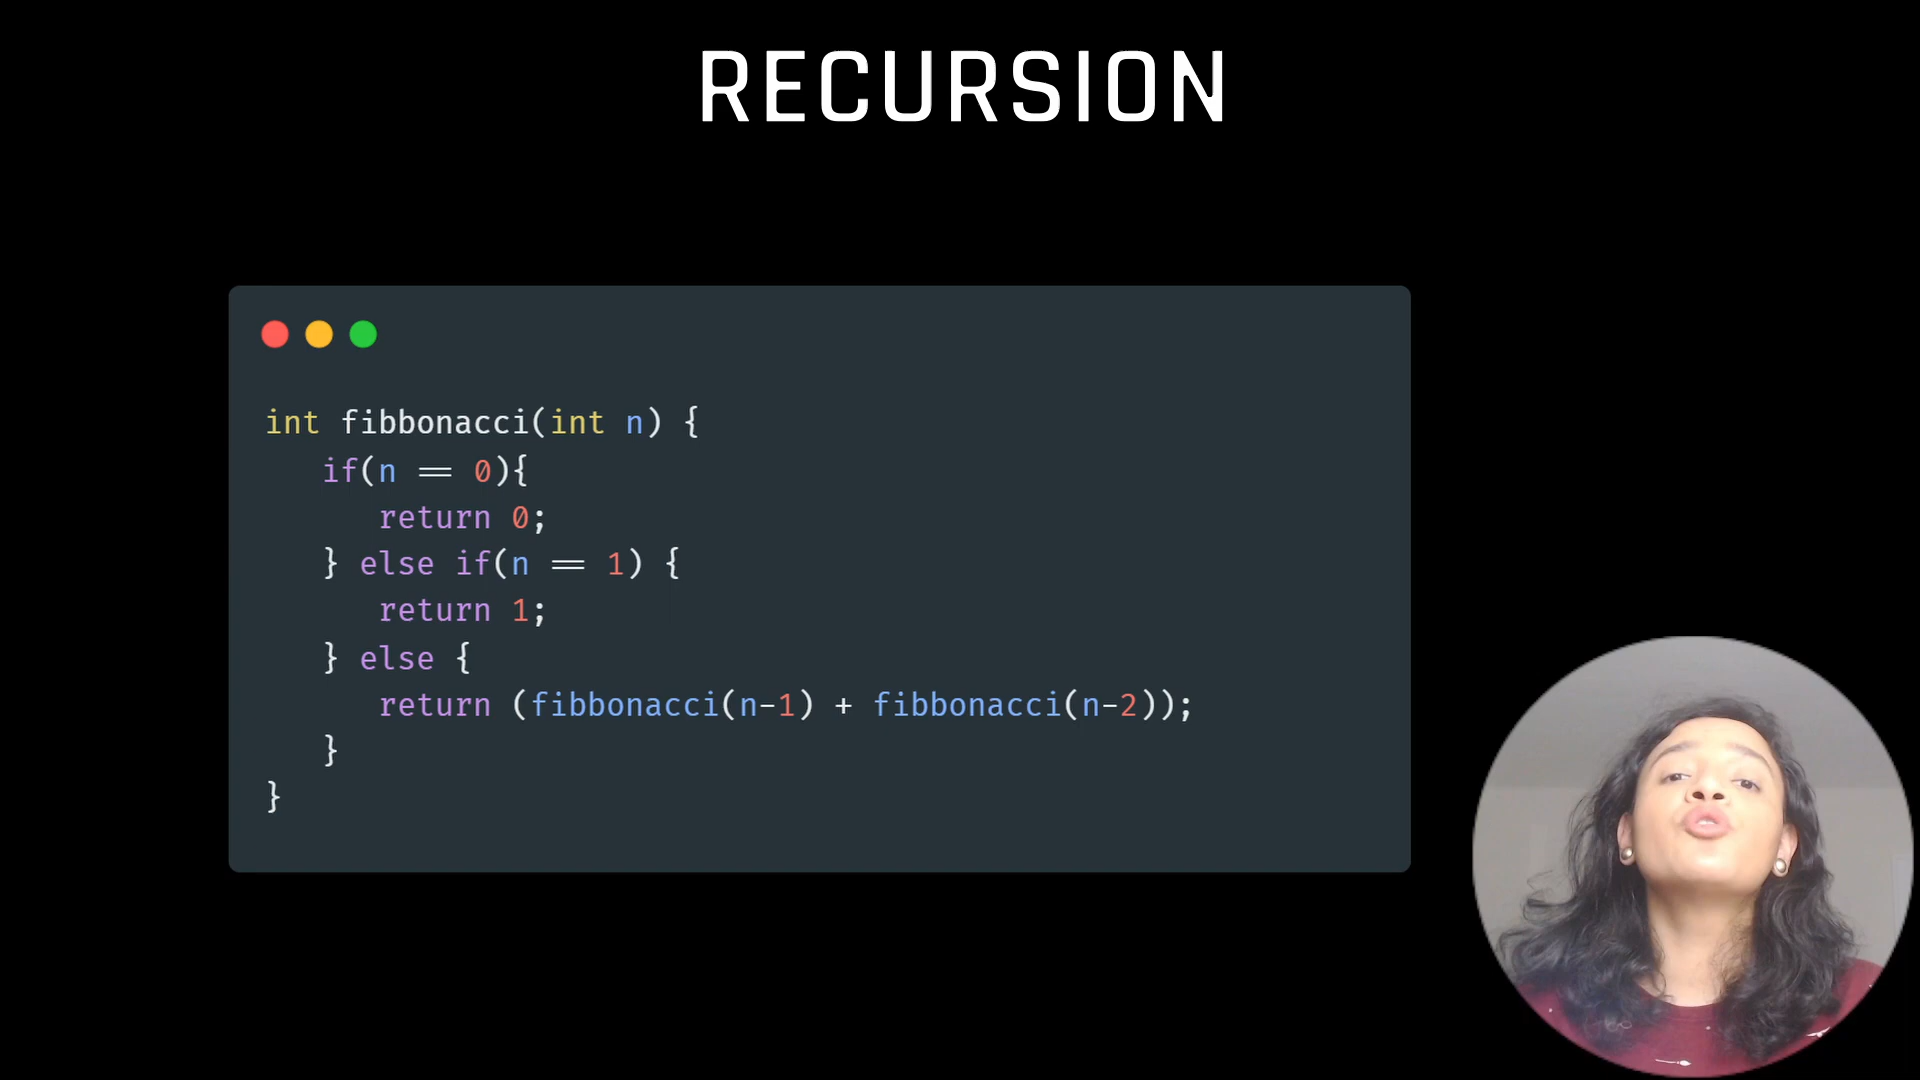 RECURSION
int fibbonacci(int n) {
if(n == 0){
return 0;
} else if(n == 1) {
return 1;
} else {
return (fibbonacci(n-1) + fibbonacci(n-2));
}
}